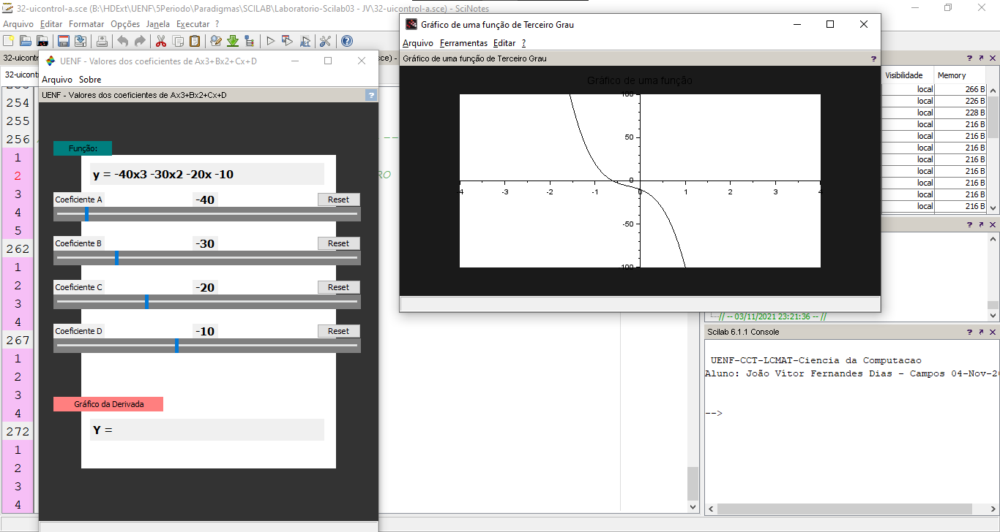 32-uicontrol-a.sce (B:\HDExt\UENF\5Periodo\Paradigmas\SCILAB\Laboratorio-Scilab03 - JV\32-uicontrol-a.sce) - SciNotes
Arquivo Editar Formatar Opções Janela Executar ?
254
255
256
1
2
3
4
5
262
1
2
3
4
267
1
2
3
4
272
1
2
3
4
UENF - Valores dos coeficientes de Ax3+Bx2+Cx+D
Arquivo Sobre
UENF - Valores dos coeficientes de Ax3+Bx2+Cx+D ?
Função:
y = -40x3 -30x2 -20x -10
Coeficiente A -40 Reset
Coeficiente B -30 Reset
Coeficiente C -20 Reset
Coeficiente D -10 Reset
Gráfico da Derivada
Y =
Gráfico de uma função de Terceiro Grau
Arquivo Ferramentas Editar ?
Gráfico de uma função de Terceiro Grau ?
Gráfico de uma função
100
50
0
-4 -3 -2 -1 0 1 2 3 4
-50
-100
Visibilidade Memory
local 266 B
local 226 B
local 228 B
local 216 B
local 216 B
local 216 B
local 216 B
local 216 B
local 216 B
local 216 B
local 216 B
// -- 03/11/2021 23:21:36 -- //
Scilab 6.1.1 Console
UENF-CCT-LCMAT-Ciencia da Computacao
Aluno: João Vítor Fernandes Dias - Campos 04-Nov-20
-->